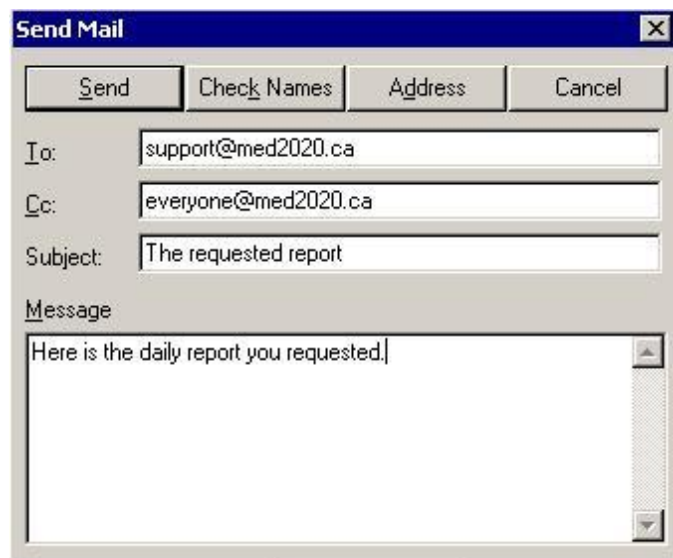 Send Mail
Send Check Names Address Cancel
To: support@med2020.ca
Cc: everyone@med2020.ca
Subject: The requested report
Message
Here is the daily report you requested.